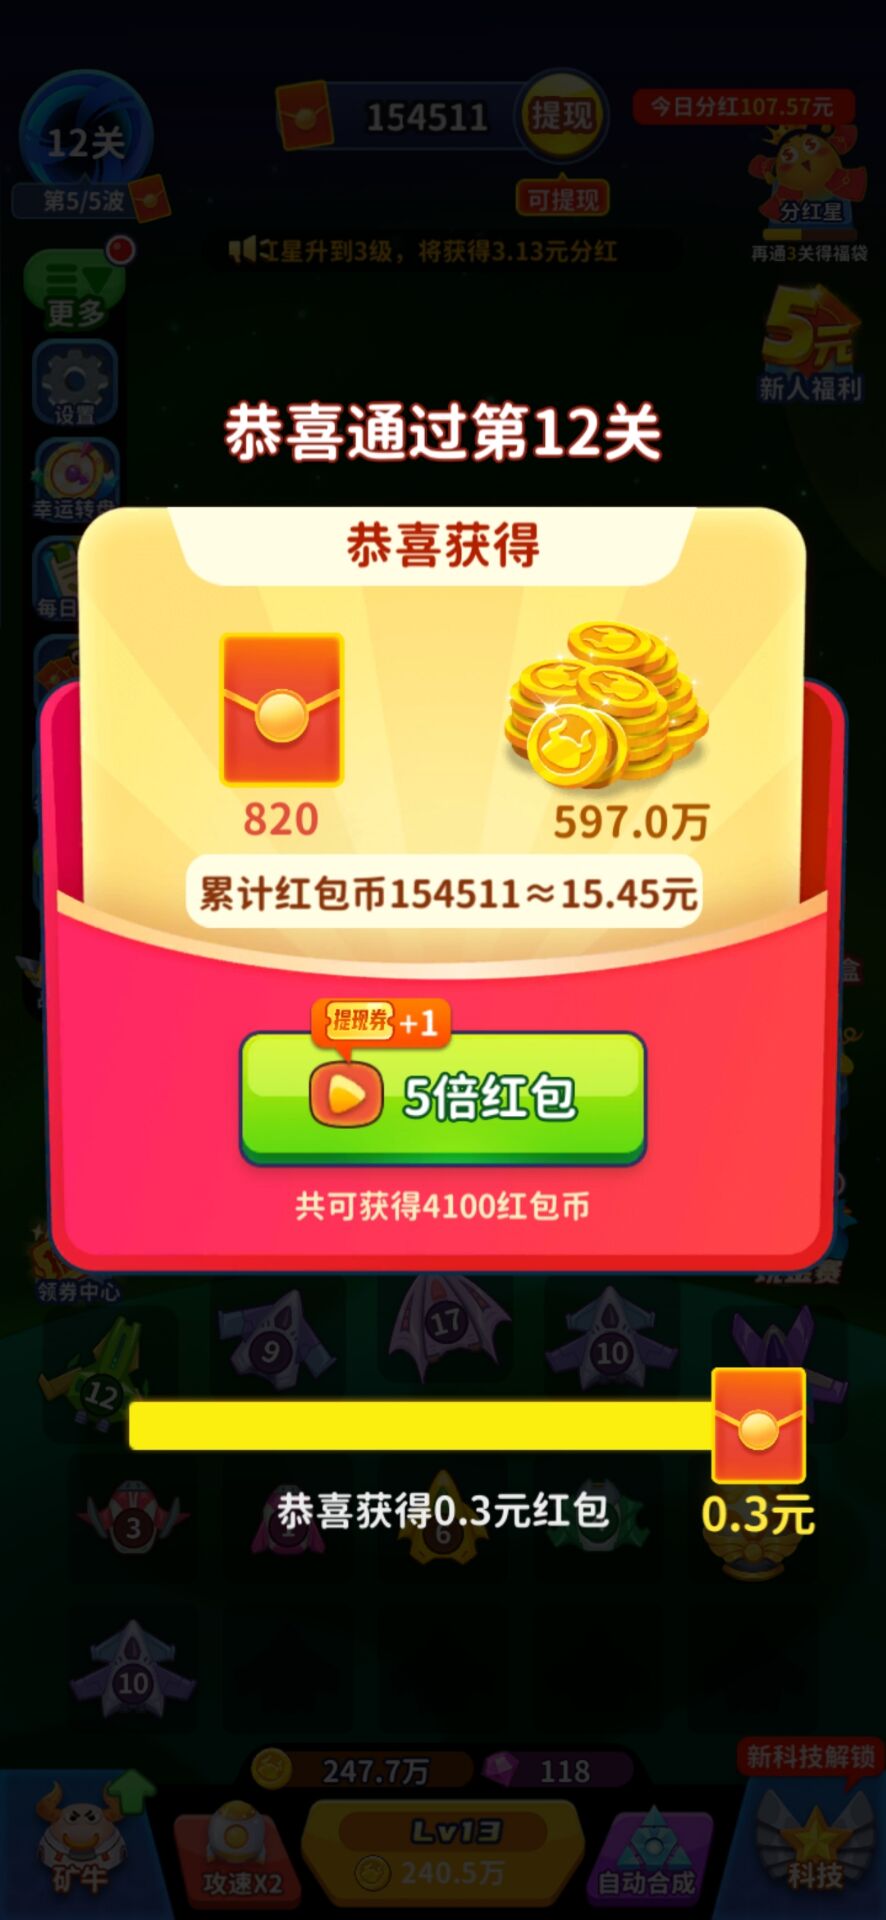 12关
154511
提现
今日分红107.57元
第5/5波
可提现
分红星
红星升到3级，将获得3.13元分红
再通3关得福袋
更多
5元
设置
新人福利
恭喜通过第12关
幸运转盘
恭喜获得
每日
820
597.0万
累计红包币154511≈15.45元
盒
提现券+1
5倍红包
共可获得4100红包币
领券中心
12
9
17
10
恭喜获得0.3元红包
0.3元
3
1
6
10
247.7万
118
新科技解锁
Lv13
矿牛
攻速X2
240.5万
自动合成
科技